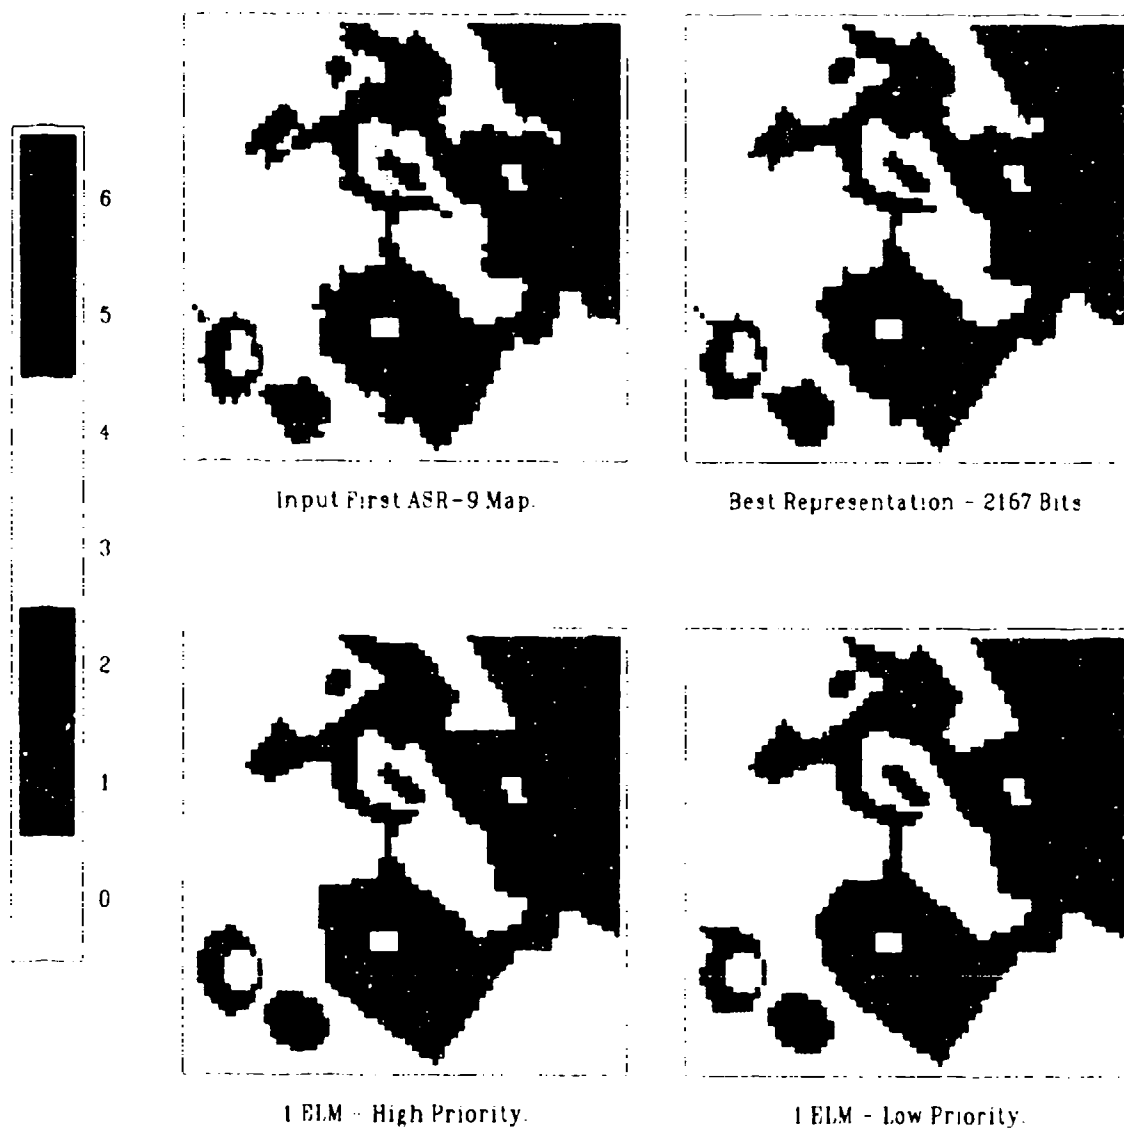 6
5
4
3
2
1
0
Input First ASR-9 Map.
Best Representation - 2167 Bits
1 ELM - High Priority.
1 ELM - Low Priority.